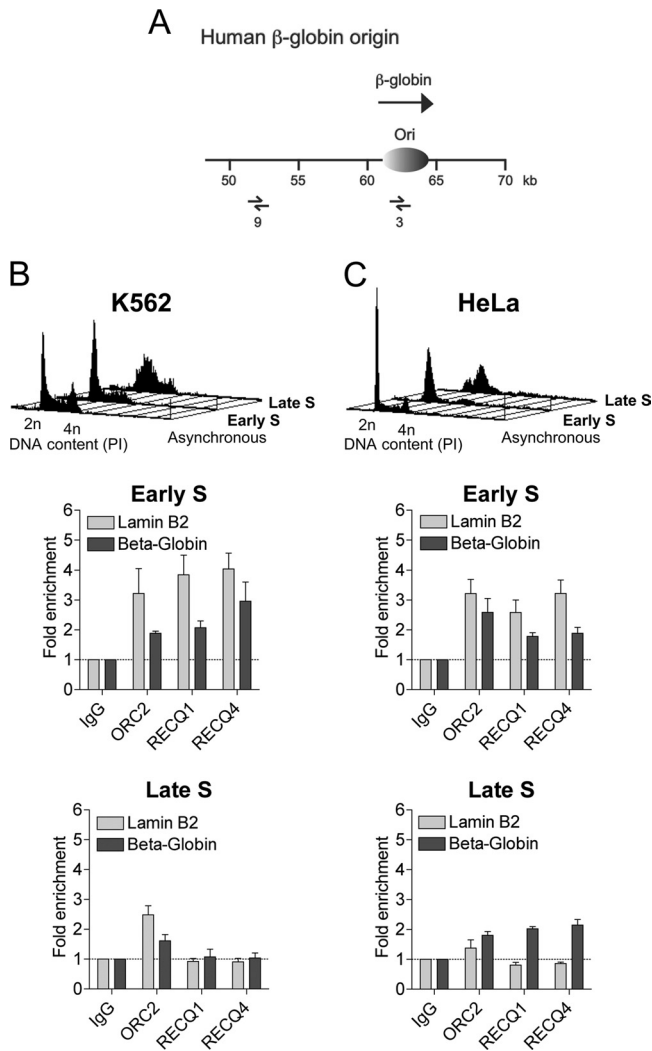 A
Human β-globin origin
β-globin
Ori
50 55 60 65 70 kb
9 3
B
K562
Late S
Early S
Asynchronous
2n 4n
DNA content (PI)
Early S
Lamin B2
Beta-Globin
Fold enrichment
6
5
4
3
2
1
0
IgG ORC2 RECQ1 RECQ4
Late S
Lamin B2
Beta-Globin
Fold enrichment
6
5
4
3
2
1
0
IgG ORC2 RECQ1 RECQ4
C
HeLa
Late S
Early S
Asynchronous
2n 4n
DNA content (PI)
Early S
Lamin B2
Beta-Globin
Fold enrichment
6
5
4
3
2
1
0
IgG ORC2 RECQ1 RECQ4
Late S
Lamin B2
Beta-Globin
Fold enrichment
6
5
4
3
2
1
0
IgG ORC2 RECQ1 RECQ4